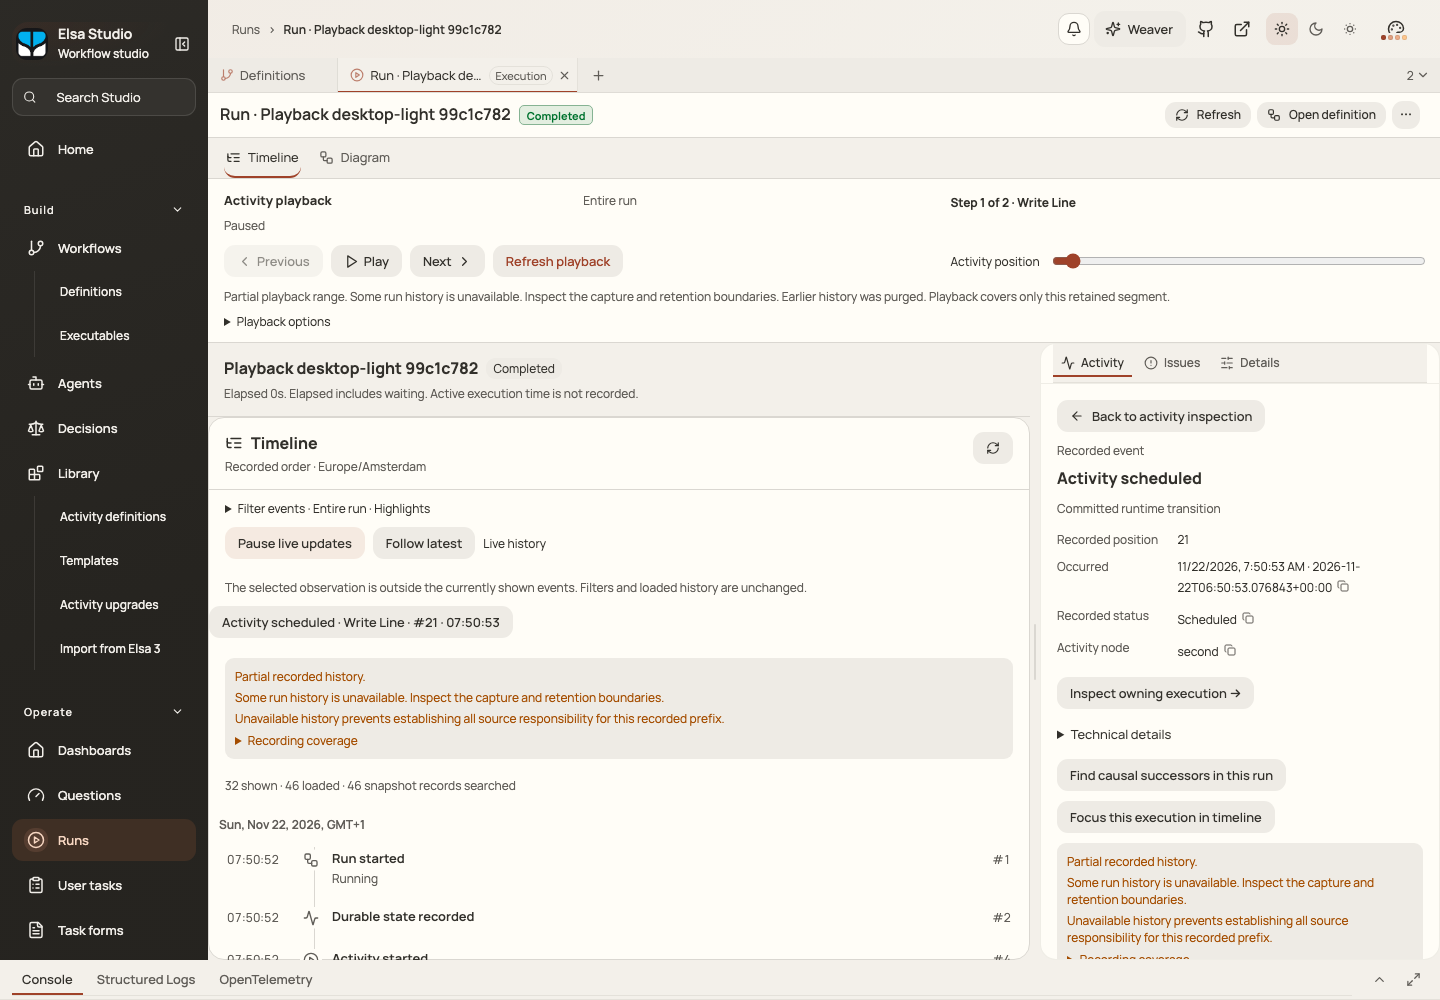 Elsa Studio
Workflow studio
Search Studio
Home
Build
Workflows
Definitions
Executables
Agents
Decisions
Library
Activity definitions
Templates
Activity upgrades
Import from Elsa 3
Operate
Dashboards
Questions
Runs
User tasks
Task forms
Runs › Run · Playback desktop-light 99c1c782
Weaver
Definitions
Run · Playback de... Execution
2
Run · Playback desktop-light 99c1c782 Completed
Refresh
Open definition
Timeline
Diagram
Activity playback
Entire run
Step 1 of 2 · Write Line
Paused
Previous
Play
Next
Refresh playback
Activity position
Partial playback range. Some run history is unavailable. Inspect the capture and retention boundaries. Earlier history was purged. Playback covers only this retained segment.
Playback options
Playback desktop-light 99c1c782 Completed
Elapsed 0s. Elapsed includes waiting. Active execution time is not recorded.
Timeline
Recorded order · Europe/Amsterdam
Filter events · Entire run · Highlights
Pause live updates
Follow latest
Live history
The selected observation is outside the currently shown events. Filters and loaded history are unchanged.
Activity scheduled · Write Line · #21 · 07:50:53
Partial recorded history.
Some run history is unavailable. Inspect the capture and retention boundaries.
Unavailable history prevents establishing all source responsibility for this recorded prefix.
Recording coverage
32 shown · 46 loaded · 46 snapshot records searched
Sun, Nov 22, 2026, GMT+1
07:50:52 Run started #1
Running
07:50:52 Durable state recorded #2
07:50:52 Activity started #4
Activity
Issues
Details
Back to activity inspection
Recorded event
Activity scheduled
Committed runtime transition
Recorded position 21
Occurred 11/22/2026, 7:50:53 AM · 2026-11-
22T06:50:53.076843+00:00
Recorded status Scheduled
Activity node second
Inspect owning execution →
Technical details
Find causal successors in this run
Focus this execution in timeline
Partial recorded history.
Some run history is unavailable. Inspect the capture and
retention boundaries.
Unavailable history prevents establishing all source
responsibility for this recorded prefix.
Recording coverage
Console
Structured Logs
OpenTelemetry